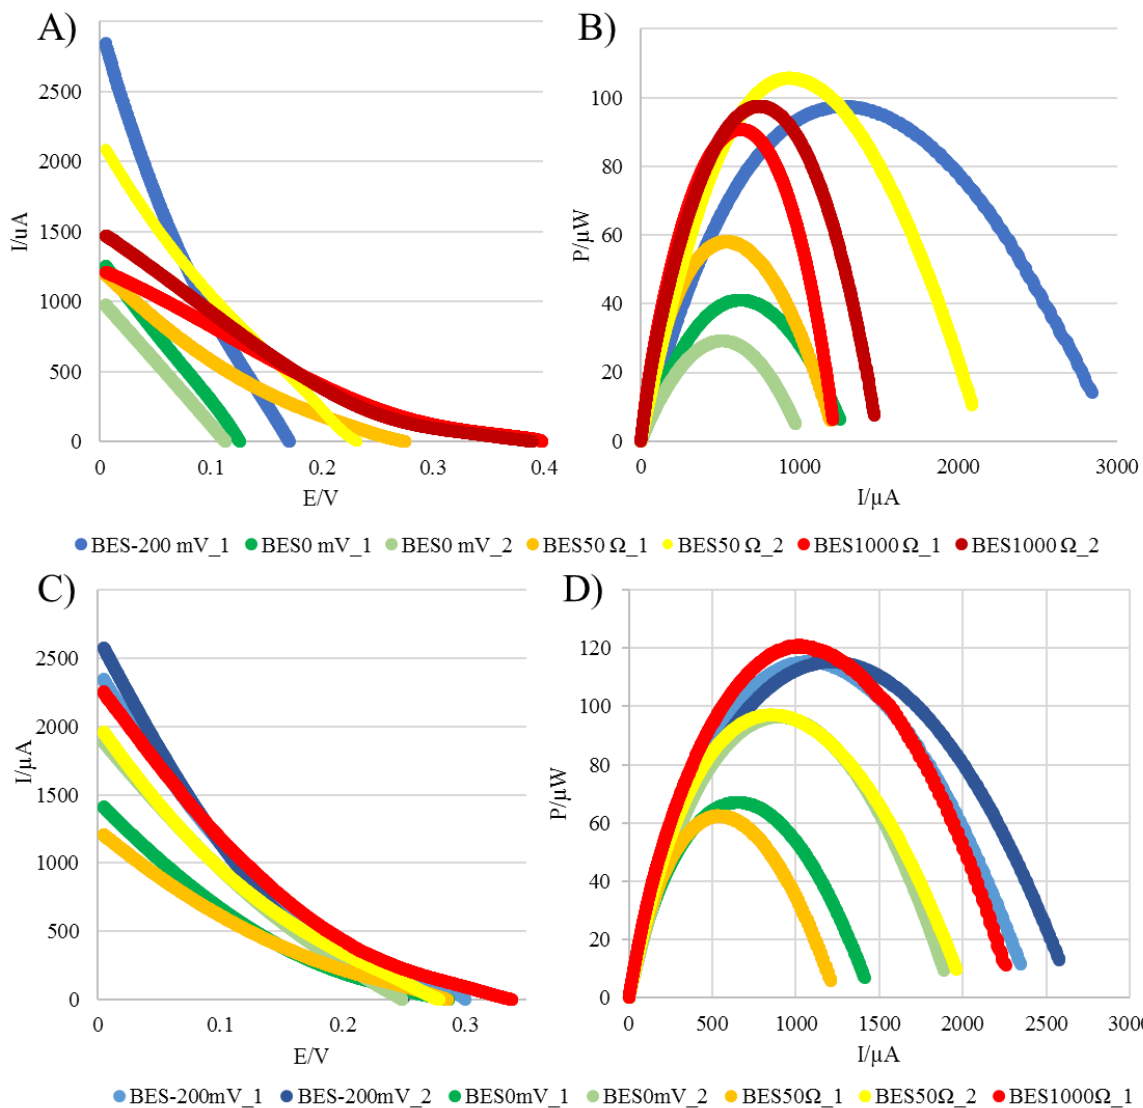 A)
2500
2000
1500
1000
500
0
I/µA
0 0.1 0.2 0.3 0.4
E/V
B)
100
80
60
40
20
0
P/µW
0 1000 2000 3000
I/µA
BES-200 mV_1 BES0 mV_1 BES0 mV_2 BES50 Ω_1 BES50 Ω_2 BES1000 Ω_1 BES1000 Ω_2
C)
2500
2000
1500
1000
500
0
I/µA
0 0.1 0.2 0.3
E/V
D)
120
100
80
60
40
20
0
P/µW
0 500 1000 1500 2000 2500 300
I/µA
BES-200mV_1 BES-200mV_2 BES0mV_1 BES0mV_2 BES50Ω_1 BES50Ω_2 BES1000Ω_1